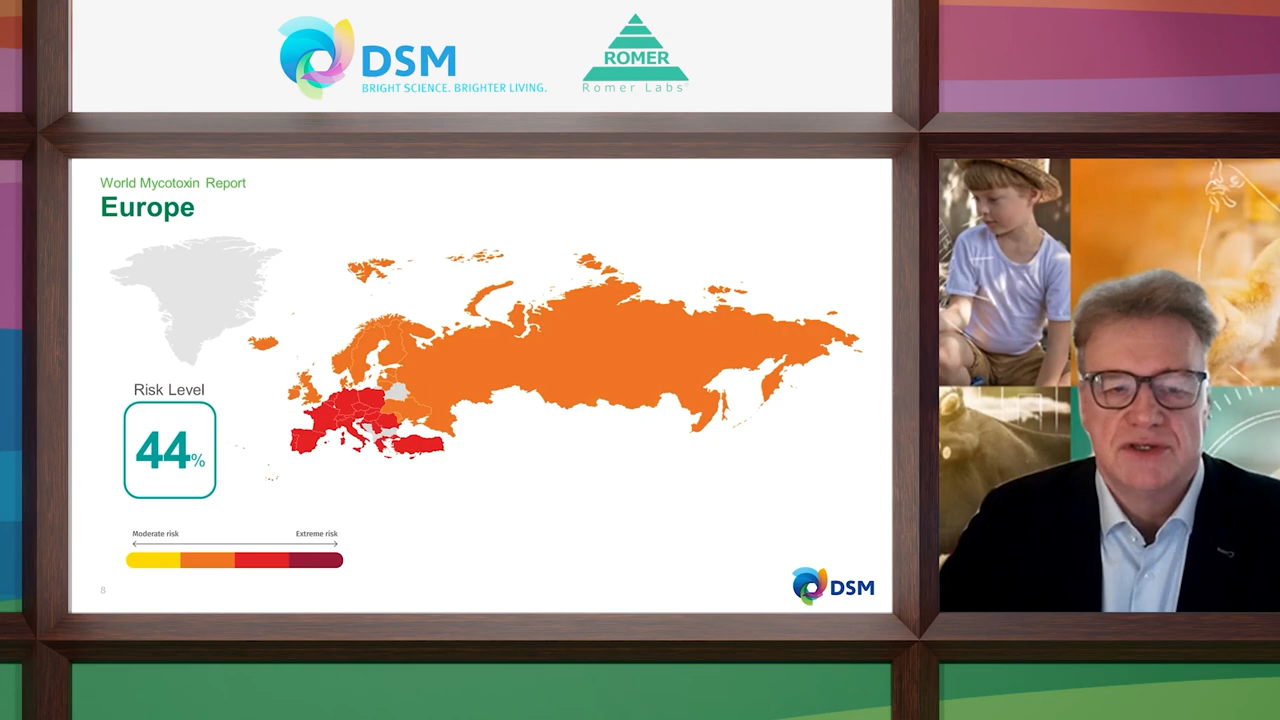 DSM
BRIGHT SCIENCE. BRIGHTER LIVING.
ROMER
Romer Labs®
World Mycotoxin Report
Europe
Risk Level
44%
Moderate risk
Extreme risk
8
DSM